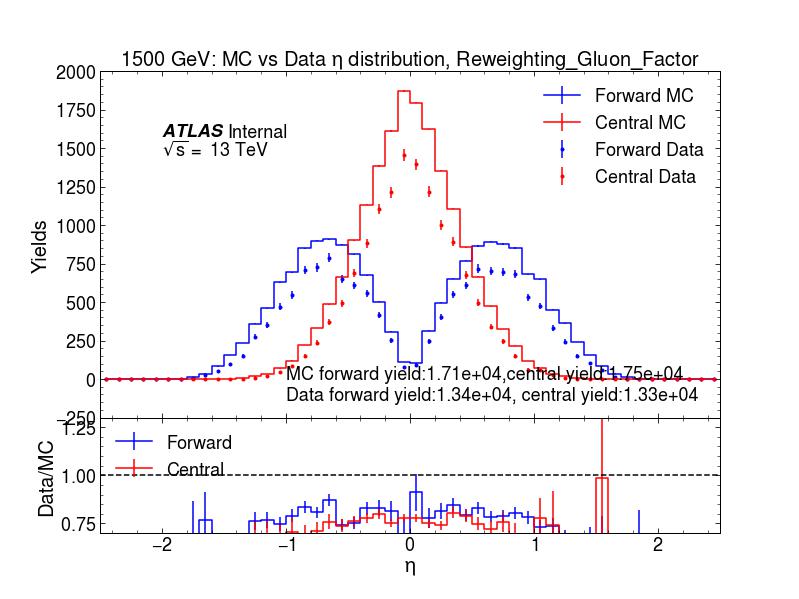 1500 GeV: MC vs Data η distribution, Reweighting_Gluon_Factor
2000
1750
1500
1250
1000
750
500
250
0
−250
Yields
ATLAS Internal
√s = 13 TeV
Forward MC
Central MC
Forward Data
Central Data
MC forward yield:1.71e+04,central yield:1.75e+04
Data forward yield:1.34e+04, central yield:1.33e+04
1.25
1.00
0.75
Data/MC
Forward
Central
−2
−1
0
1
2
η